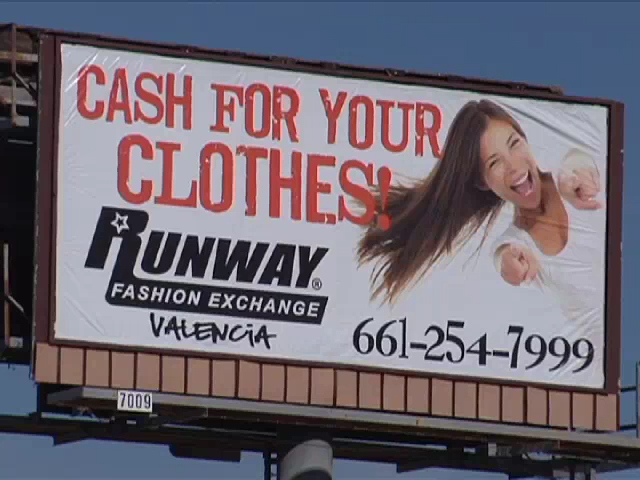 CASH FOR YOUR
CLOTHES!
RUNWAY®
FASHION EXCHANGE
VALENCIA
661-254-7999
7009